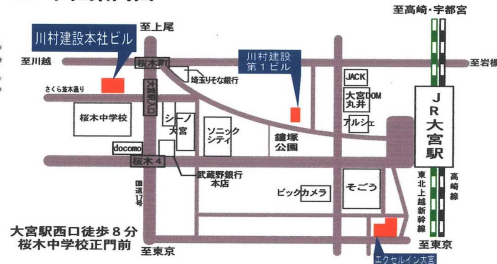 至高崎・宇都宮
至上尾
川村建設本社ビル
川村建設
第1ビル
至川越
桜木町
至岩槻
埼玉りそな銀行
JACK
大宮DOM
丸井
アルシェ
さくら並木通り
大宮駅入口
桜木中学校
シーノ
大宮
ソニック
シティ
鐘塚
公園
JR大宮駅
docomo
桜木4
武蔵野銀行
本店
国道17号
ビックカメラ
そごう
東北上越新幹線
高崎線
大宮駅西口徒歩8分
桜木中学校正門前
至東京
至東京
エクセルイン大宮